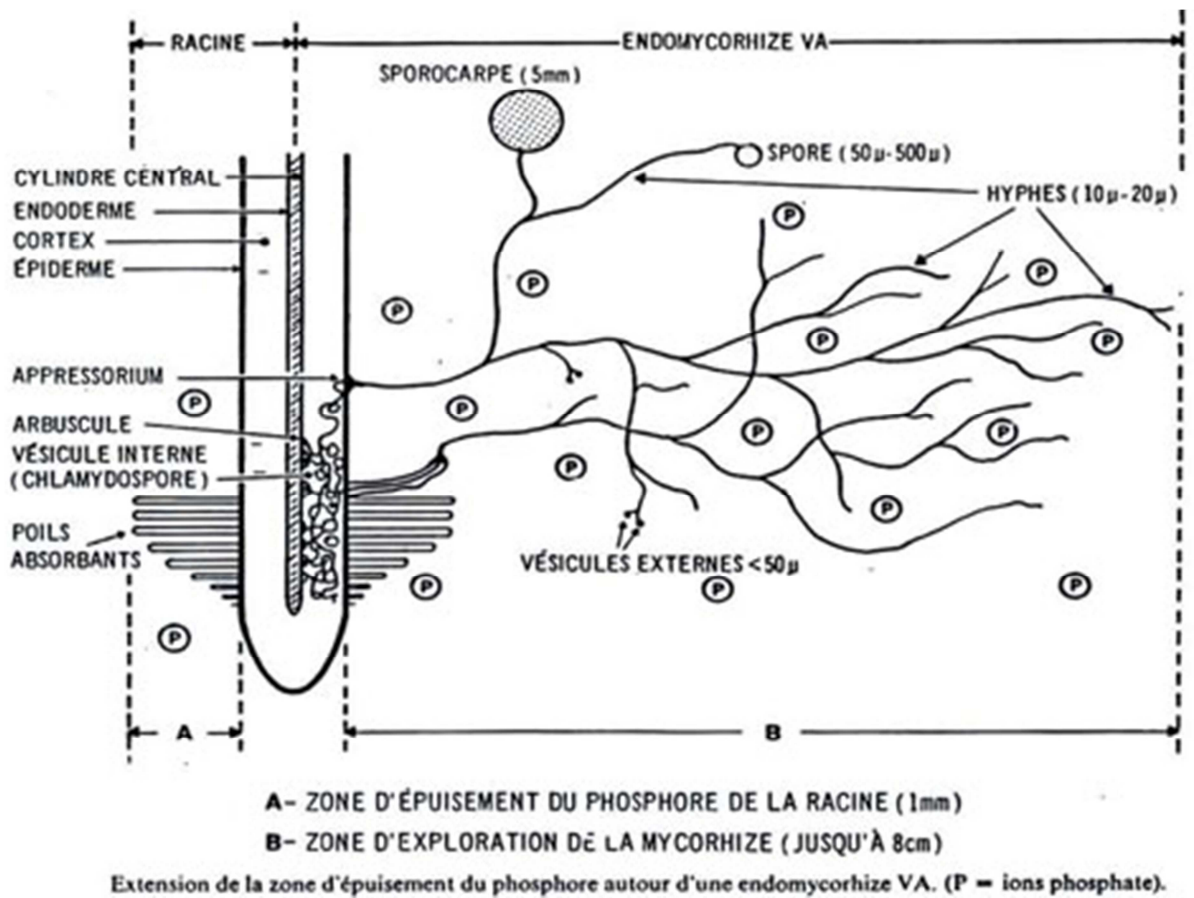 RACINE
ENDOMYCORHIZE VA
SPOROCARPE (5mm)
SPORE (50µ-500µ)
HYPHES (10µ-20µ)
CYLINDRE CENTRAL
ENDODERME
CORTEX
ÉPIDERME
P
P
P
P
P
P
APPRESSORIUM
P
P
ARBUSCULE
VÉSICULE INTERNE
(CHLAMYDOSPORE)
P
P
P
P
POILS
ABSORBANTS
VÉSICULES EXTERNES <50µ
P
P
P
P
A
B
A- ZONE D'ÉPUISEMENT DU PHOSPHORE DE LA RACINE (1mm)
B- ZONE D'EXPLORATION DE LA MYCORHIZE (JUSQU'À 8cm)
Extension de la zone d'épuisement du phosphore autour d'une endomycorhize VA. (P = ions phosphate).